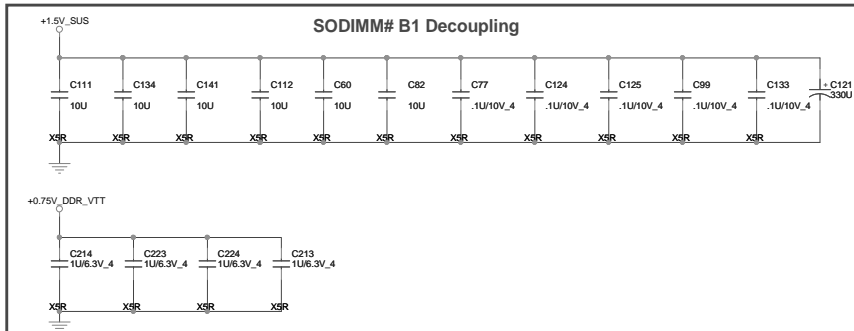 SODIMM# B1 Decoupling
+1.5V_SUS
C111 C134 C141 C112 C60 C82 C77 C124 C125 C99 C133 + C121
10U 10U 10U 10U 10U 10U .1U/10V_4 .1U/10V_4 .1U/10V_4 .1U/10V_4 .1U/10V_4 330U
X5R X5R X5R X5R X5R X5R X5R X5R X5R X5R X5R
+0.75V_DDR_VTT
C214 C223 C224 C213
1U/6.3V_4 1U/6.3V_4 1U/6.3V_4 1U/6.3V_4
X5R X5R X5R X5R